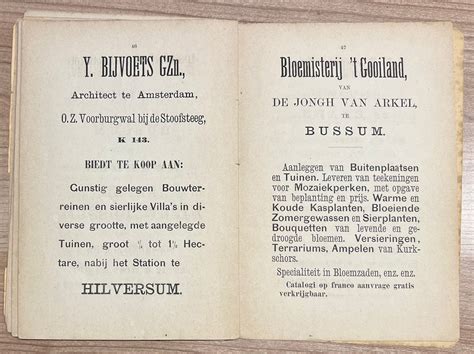 46
Y. BIJVOETS GZn.,
Architect te Amsterdam,
O.Z. Voorburgwal bij de Stoofsteeg,
K 143.
BIEDT TE KOOP AAN:
Gunstig gelegen Bouwter-
reinen en sierlijke Villa's in di-
verse grootte, met aangelegde
Tuinen, groot tot 1¼ Hec-
tare, nabij het Station te
HILVERSUM.
47
Bloemisterij 't Gooiland,
VAN
DE JONGH VAN ARKEL,
TE
BUSSUM.
Aanleggen van Buitenplaatsen
en Tuinen. Leveren van teekeningen
voor Mozaiekperken, met opgave
van beplanting en prijs. Warme en
Koude Kasplanten, Bloeiende
Zomergewassen en Sierplanten,
Bouquetten van levende en ge-
droogde bloemen. Versieringen,
Terrariums, Ampelen van Kurk-
schors.
Specialiteit in Bloemzaden, enz. enz.
Catalogi op franco aanvrage gratis
verkrijgbaar.